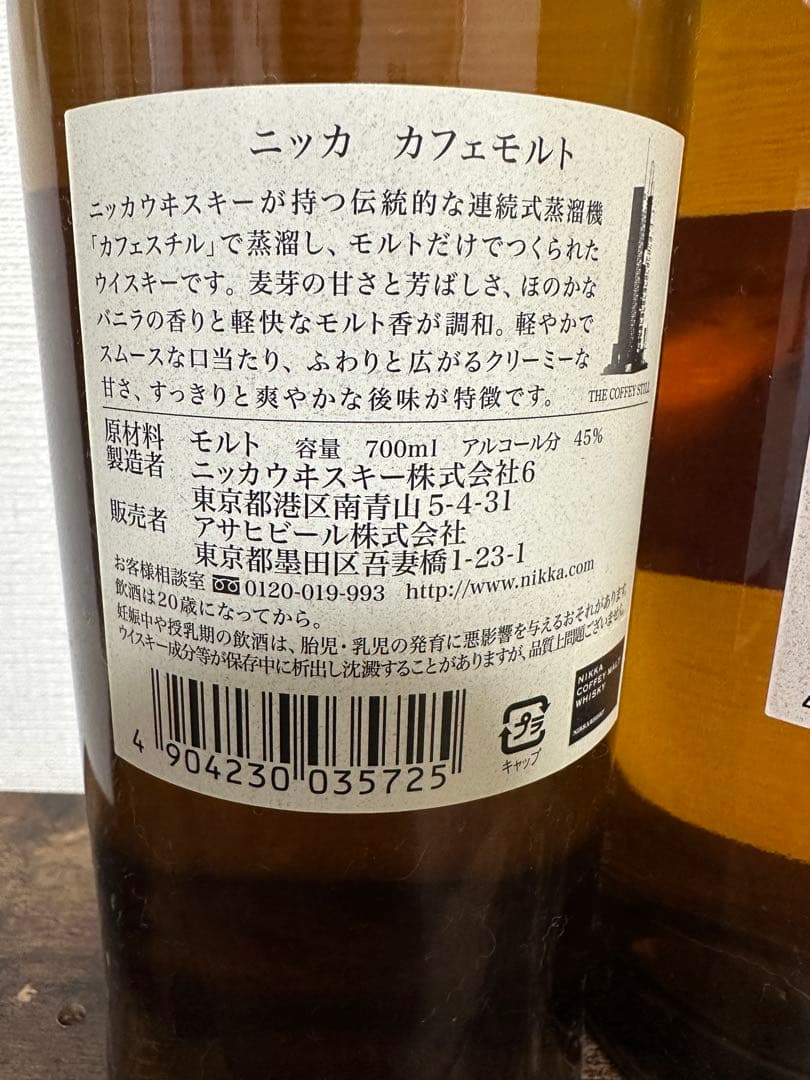 ニッカ　カフェモルト
ニッカウヰスキーが持つ伝統的な連続式蒸溜機
「カフェスチル」で蒸溜し、モルトだけでつくられた
ウイスキーです。麦芽の甘さと芳ばしさ、ほのかな
バニラの香りと軽快なモルト香が調和。軽やかで
スムースな口当たり、ふわりと広がるクリーミーな
甘さ、すっきりと爽やかな後味が特徴です。
THE COFFEY STILL
原材料　モルト　容量　700ml　アルコール分　45%
製造者　ニッカウヰスキー株式会社6
東京都港区南青山5-4-31
販売者　アサヒビール株式会社
東京都墨田区吾妻橋1-23-1
お客様相談室 0120-019-993 http://www.nikka.com
飲酒は20歳になってから。
妊娠中や授乳期の飲酒は、胎児・乳児の発育に悪影響を与えるおそれがあります。
ウイスキー成分等が保存中に析出し沈澱することがありますが、品質上問題ございません。
4 904230 035725
プラ
キャップ
NIKKA
COFFEY MALT
WHISKY